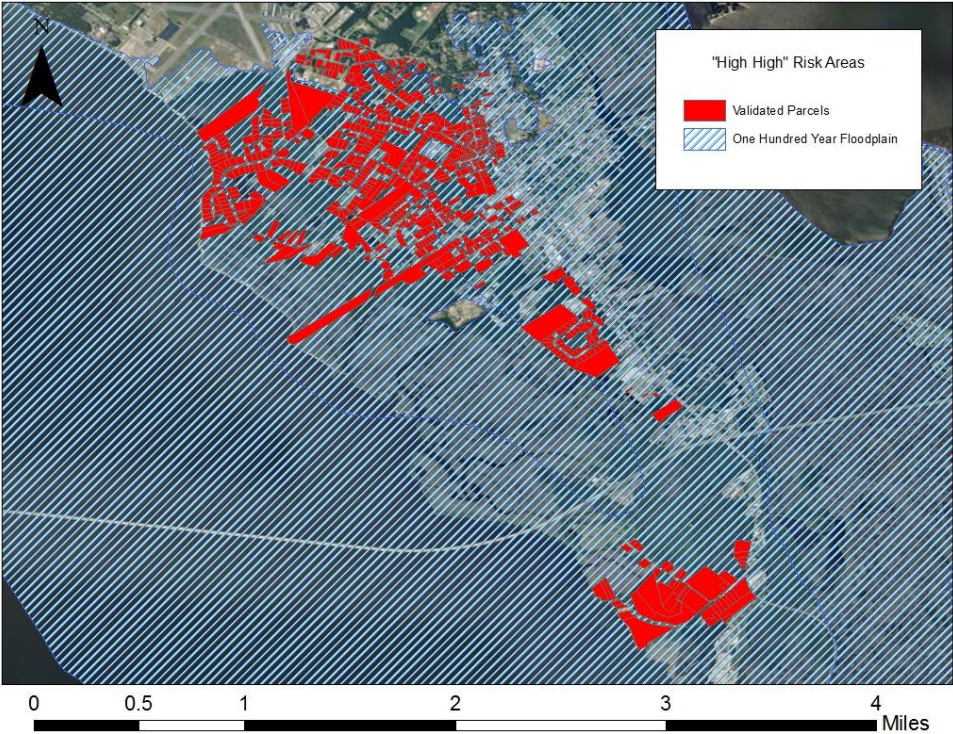 N
"High High" Risk Areas
Validated Parcels
One Hundred Year Floodplain
0 0.5 1 2 3 4
Miles